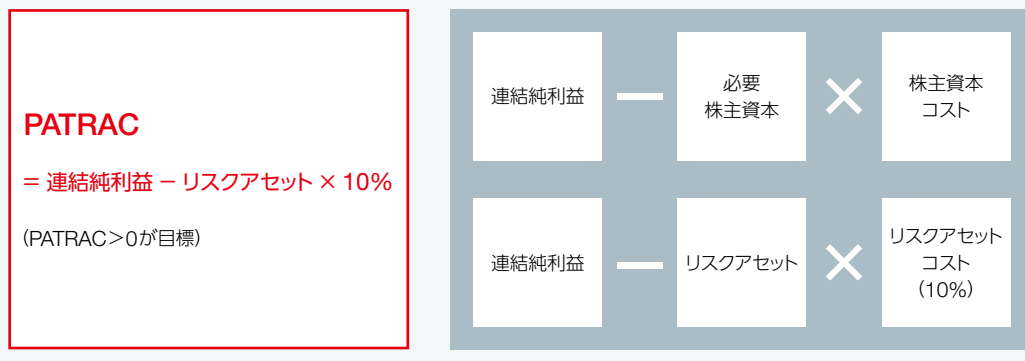 PATRAC
= 連結純利益 − リスクアセット × 10%
(PATRAC＞0が目標)
連結純利益
—
必要
株主資本
×
株主資本
コスト
連結純利益
—
リスクアセット
×
リスクアセット
コスト
(10%)